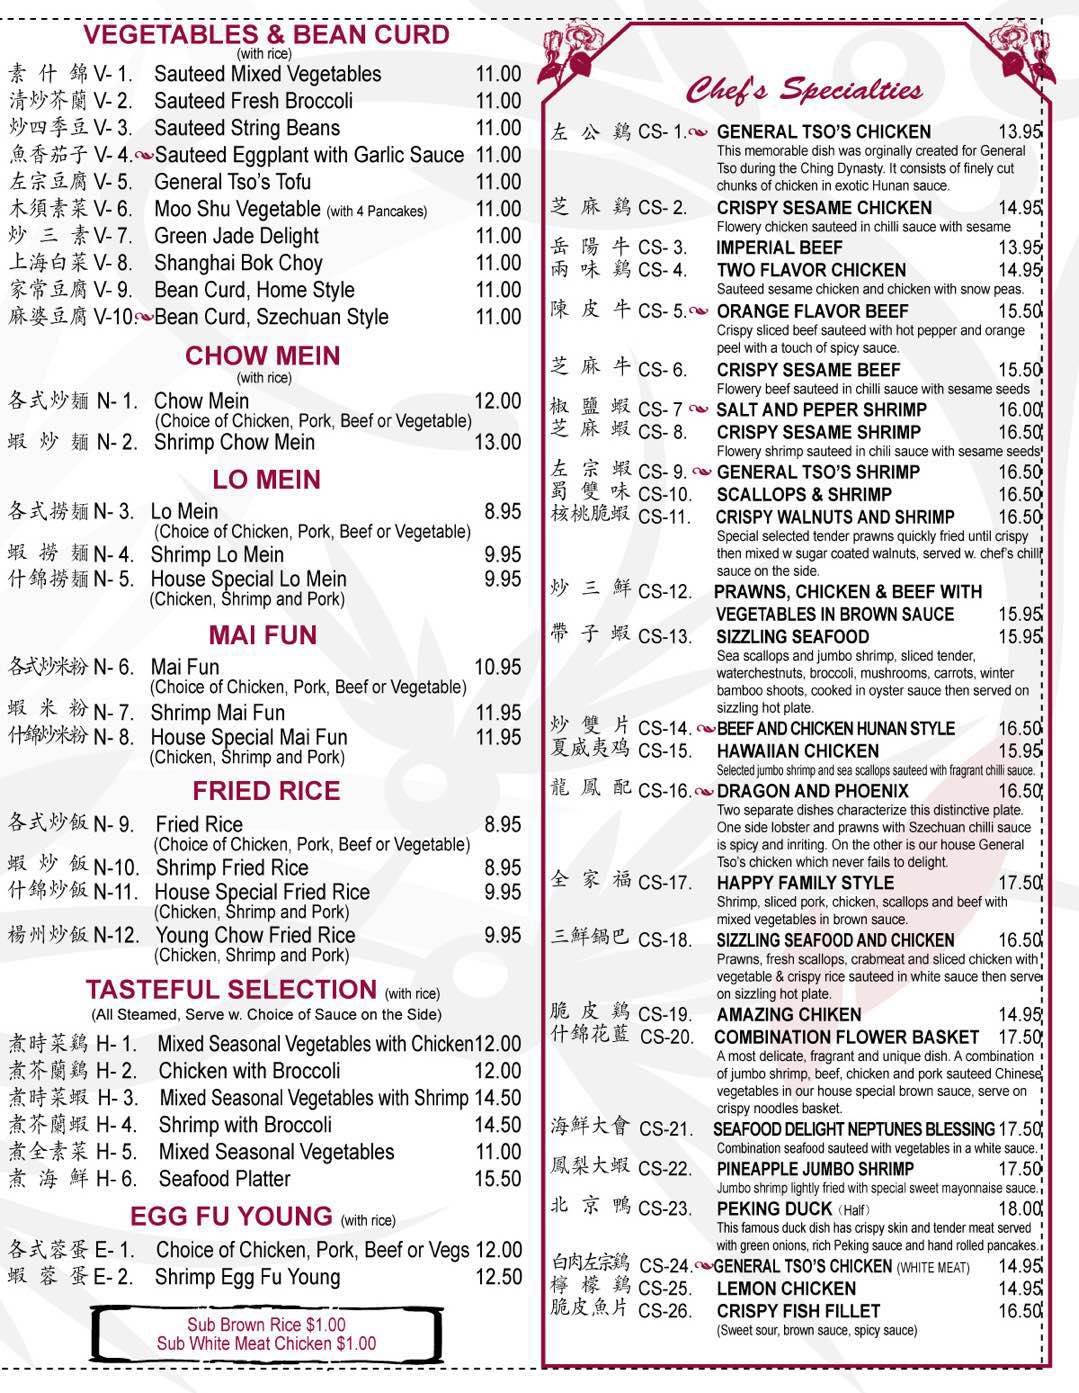 VEGETABLES & BEAN CURD
(with rice)
素什錦 V- 1. Sauteed Mixed Vegetables 11.00
清炒芥蘭 V- 2. Sauteed Fresh Broccoli 11.00
炒四季豆 V- 3. Sauteed String Beans 11.00
魚香茄子 V- 4. Sauteed Eggplant with Garlic Sauce 11.00
左宗豆腐 V- 5. General Tso's Tofu 11.00
木須素菜 V- 6. Moo Shu Vegetable (with 4 Pancakes) 11.00
炒三素 V- 7. Green Jade Delight 11.00
上海白菜 V- 8. Shanghai Bok Choy 11.00
家常豆腐 V- 9. Bean Curd, Home Style 11.00
麻婆豆腐 V-10. Bean Curd, Szechuan Style 11.00
CHOW MEIN
(with rice)
各式炒麵 N- 1. Chow Mein 12.00
(Choice of Chicken, Pork, Beef or Vegetable)
蝦炒麵 N- 2. Shrimp Chow Mein 13.00
LO MEIN
各式撈麵 N- 3. Lo Mein 8.95
(Choice of Chicken, Pork, Beef or Vegetable)
蝦撈麵 N- 4. Shrimp Lo Mein 9.95
什錦撈麵 N- 5. House Special Lo Mein 9.95
(Chicken, Shrimp and Pork)
MAI FUN
各式炒米粉 N- 6. Mai Fun 10.95
(Choice of Chicken, Pork, Beef or Vegetable)
蝦米粉 N- 7. Shrimp Mai Fun 11.95
什錦炒米粉 N- 8. House Special Mai Fun 11.95
(Chicken, Shrimp and Pork)
FRIED RICE
各式炒飯 N- 9. Fried Rice 8.95
(Choice of Chicken, Pork, Beef or Vegetable)
蝦炒飯 N-10. Shrimp Fried Rice 8.95
什錦炒飯 N-11. House Special Fried Rice 9.95
(Chicken, Shrimp and Pork)
楊州炒飯 N-12. Young Chow Fried Rice 9.95
(Chicken, Shrimp and Pork)
TASTEFUL SELECTION (with rice)
(All Steamed, Serve w. Choice of Sauce on the Side)
煮時菜鷄 H- 1. Mixed Seasonal Vegetables with Chicken 12.00
煮芥蘭鷄 H- 2. Chicken with Broccoli 12.00
煮時菜蝦 H- 3. Mixed Seasonal Vegetables with Shrimp 14.50
煮芥蘭蝦 H- 4. Shrimp with Broccoli 14.50
煮全素菜 H- 5. Mixed Seasonal Vegetables 11.00
煮海鮮 H- 6. Seafood Platter 15.50
EGG FU YOUNG (with rice)
各式蓉蛋 E- 1. Choice of Chicken, Pork, Beef or Vegs 12.00
蝦蓉蛋 E- 2. Shrimp Egg Fu Young 12.50
Sub Brown Rice $1.00
Sub White Meat Chicken $1.00
Chef's Specialties
左公鷄 CS- 1. GENERAL TSO'S CHICKEN 13.95
This memorable dish was orginally created for General
Tso during the Ching Dynasty. It consists of finely cut
chunks of chicken in exotic Hunan sauce.
芝麻鷄 CS- 2. CRISPY SESAME CHICKEN 14.95
Flowery chicken sauteed in chilli sauce with sesame
岳陽牛 CS- 3. IMPERIAL BEEF 13.95
兩味鷄 CS- 4. TWO FLAVOR CHICKEN 14.95
Sauteed sesame chicken and chicken with snow peas.
陳皮牛 CS- 5. ORANGE FLAVOR BEEF 15.50
Crispy sliced beef sauteed with hot pepper and orange
peel with a touch of spicy sauce.
芝麻牛 CS- 6. CRISPY SESAME BEEF 15.50
Flowery beef sauteed in chilli sauce with sesame seeds
椒鹽蝦 CS- 7 SALT AND PEPER SHRIMP 16.00
芝麻蝦 CS- 8. CRISPY SESAME SHRIMP 16.50
Flowery shrimp sauteed in chili sauce with sesame seeds
左宗蝦 CS- 9. GENERAL TSO'S SHRIMP 16.50
蜀雙味 CS-10. SCALLOPS & SHRIMP 16.50
核桃脆蝦 CS-11. CRISPY WALNUTS AND SHRIMP 16.50
Special selected tender prawns quickly fried until crispy
then mixed w sugar coated walnuts, served w. chef's chilli
sauce on the side.
炒三鮮 CS-12. PRAWNS, CHICKEN & BEEF WITH
VEGETABLES IN BROWN SAUCE 15.95
帶子蝦 CS-13. SIZZLING SEAFOOD 15.95
Sea scallops and jumbo shrimp, sliced tender,
waterchestnuts, broccoli, mushrooms, carrots, winter
bamboo shoots, cooked in oyster sauce then served on
sizzling hot plate.
炒雙片 CS-14. BEEF AND CHICKEN HUNAN STYLE 16.50
夏威夷鸡 CS-15. HAWAIIAN CHICKEN 15.95
Selected jumbo shrimp and sea scallops sauteed with fragrant chilli sauce.
龍鳳配 CS-16. DRAGON AND PHOENIX 16.50
Two separate dishes characterize this distinctive plate.
One side lobster and prawns with Szechuan chilli sauce
is spicy and inriting. On the other is our house General
Tso's chicken which never fails to delight.
全家福 CS-17. HAPPY FAMILY STYLE 17.50
Shrimp, sliced pork, chicken, scallops and beef with
mixed vegetables in brown sauce.
三鮮鍋巴 CS-18. SIZZLING SEAFOOD AND CHICKEN 16.50
Prawns, fresh scallops, crabmeat and sliced chicken with
vegetable & crispy rice sauteed in white sauce then serve
on sizzling hot plate.
脆皮鷄 CS-19. AMAZING CHIKEN 14.95
什錦花藍 CS-20. COMBINATION FLOWER BASKET 17.50
A most delicate, fragrant and unique dish. A combination
of jumbo shrimp, beef, chicken and pork sauteed Chinese
vegetables in our house special brown sauce, serve on
crispy noodles basket.
海鮮大會 CS-21. SEAFOOD DELIGHT NEPTUNES BLESSING 17.50
Combination seafood sauteed with vegetables in a white sauce.
鳳梨大蝦 CS-22. PINEAPPLE JUMBO SHRIMP 17.50
Jumbo shrimp lightly fried with special sweet mayonnaise sauce.
北京鴨 CS-23. PEKING DUCK (Half) 18.00
This famous duck dish has crispy skin and tender meat served
with green onions, rich Peking sauce and hand rolled pancakes.
白肉左宗鷄 CS-24. GENERAL TSO'S CHICKEN (WHITE MEAT) 14.95
檸檬鷄 CS-25. LEMON CHICKEN 14.95
脆皮魚片 CS-26. CRISPY FISH FILLET 16.50
(Sweet sour, brown sauce, spicy sauce)